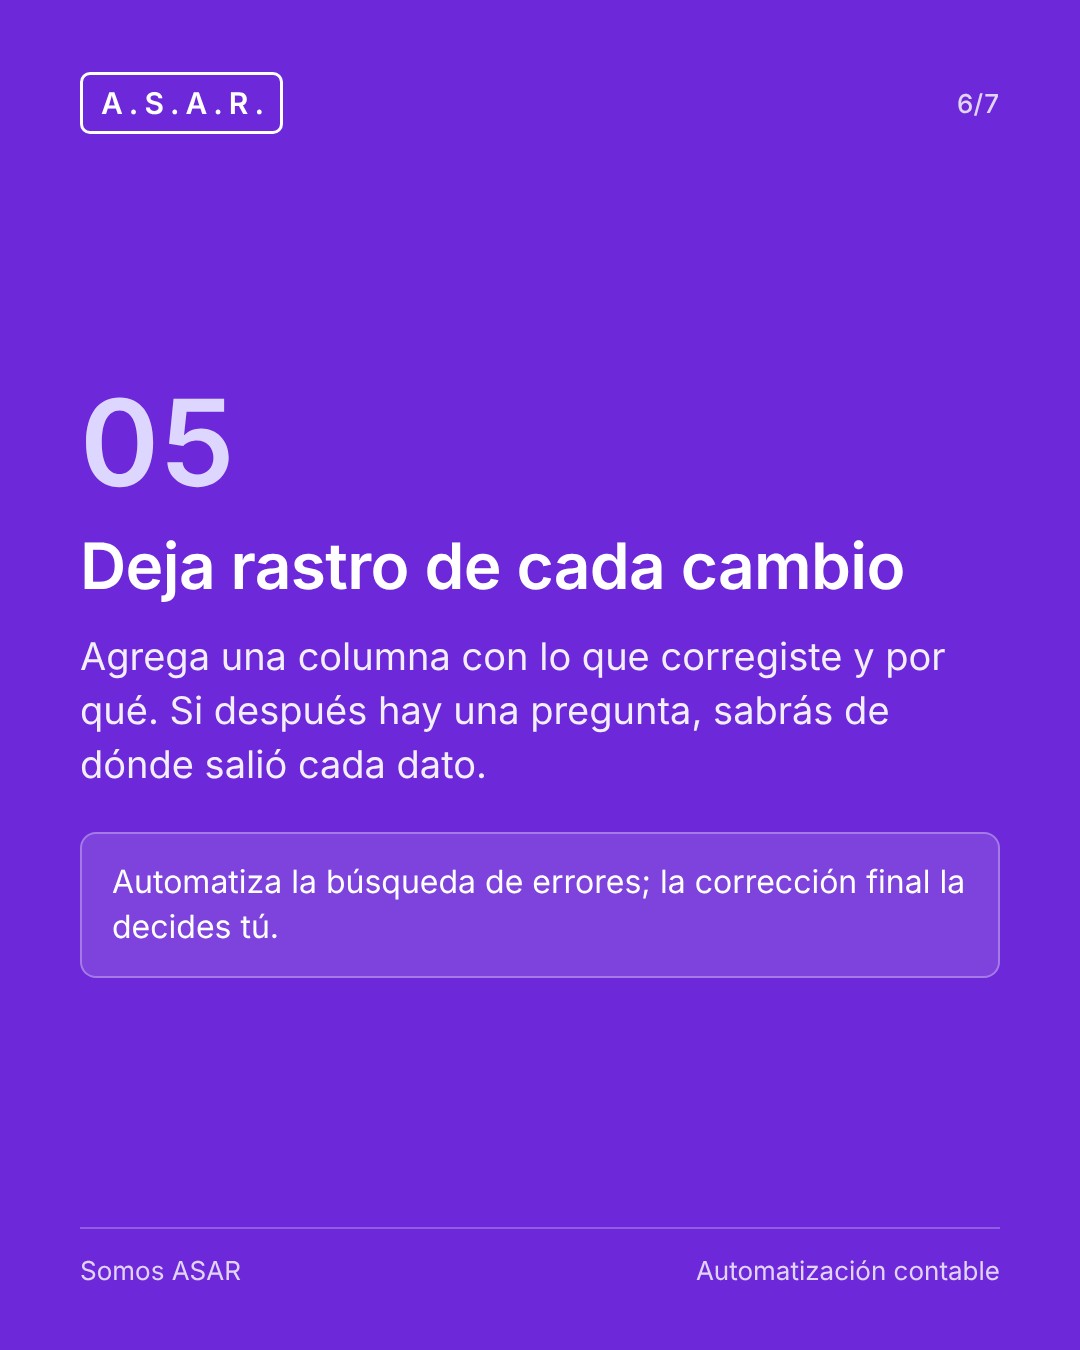 A.S.A.R.
6/7
05
Deja rastro de cada cambio
Agrega una columna con lo que corregiste y por
qué. Si después hay una pregunta, sabrás de
dónde salió cada dato.
Automatiza la búsqueda de errores; la corrección final la
decides tú.
Somos ASAR
Automatización contable